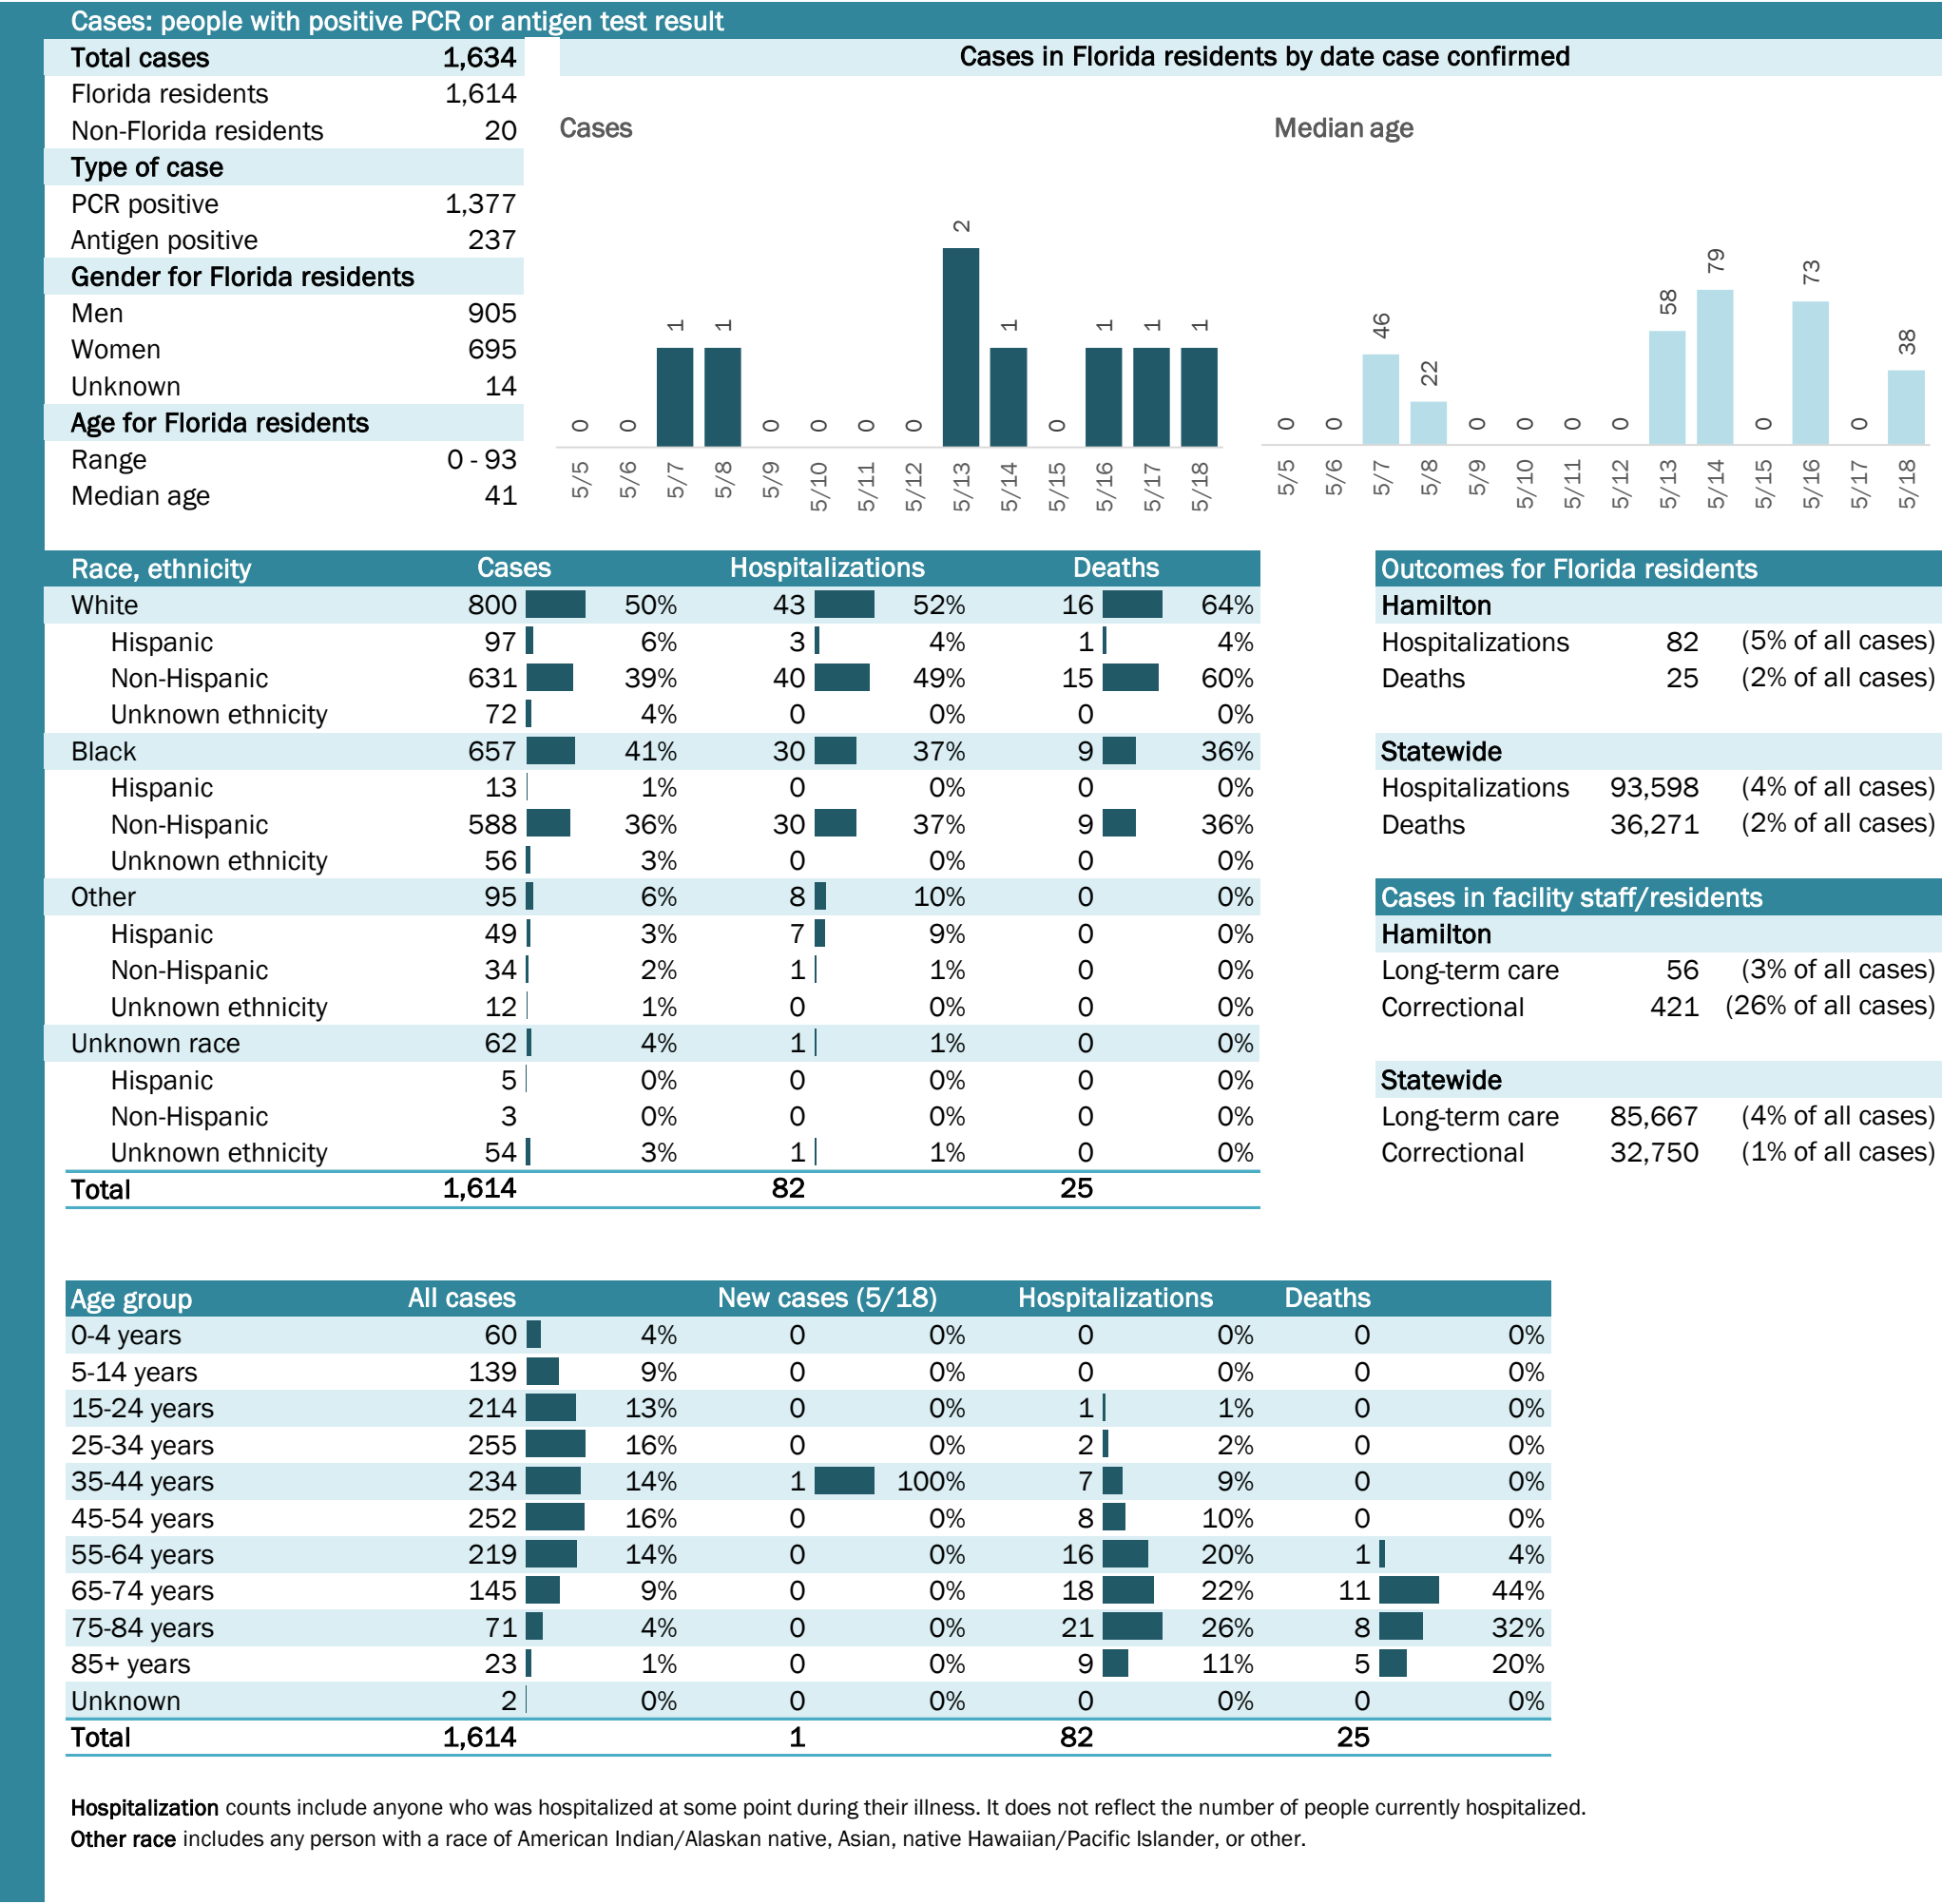 Cases: people with positive PCR or antigen test result
Total cases 1,634
Florida residents 1,614
Non-Florida residents 20
Type of case
PCR positive 1,377
Antigen positive 237
Gender for Florida residents
Men 905
Women 695
Unknown 14
Age for Florida residents
Range 0 - 93
Median age 41
Cases in Florida residents by date case confirmed
Cases
0 0 1 1 0 0 0 0 2 1 0 1 1 1
5/5 5/6 5/7 5/8 5/9 5/10 5/11 5/12 5/13 5/14 5/15 5/16 5/17 5/18
Median age
0 0 46 22 0 0 0 0 58 79 0 73 0 38
5/5 5/6 5/7 5/8 5/9 5/10 5/11 5/12 5/13 5/14 5/15 5/16 5/17 5/18
Race, ethnicity Cases Hospitalizations Deaths
White 800 50% 43 52% 16 64%
Hispanic 97 6% 3 4% 1 4%
Non-Hispanic 631 39% 40 49% 15 60%
Unknown ethnicity 72 4% 0 0% 0 0%
Black 657 41% 30 37% 9 36%
Hispanic 13 1% 0 0% 0 0%
Non-Hispanic 588 36% 30 37% 9 36%
Unknown ethnicity 56 3% 0 0% 0 0%
Other 95 6% 8 10% 0 0%
Hispanic 49 3% 7 9% 0 0%
Non-Hispanic 34 2% 1 1% 0 0%
Unknown ethnicity 12 1% 0 0% 0 0%
Unknown race 62 4% 1 1% 0 0%
Hispanic 5 0% 0 0% 0 0%
Non-Hispanic 3 0% 0 0% 0 0%
Unknown ethnicity 54 3% 1 1% 0 0%
Total 1,614 82 25
Outcomes for Florida residents
Hamilton
Hospitalizations 82 (5% of all cases)
Deaths 25 (2% of all cases)
Statewide
Hospitalizations 93,598 (4% of all cases)
Deaths 36,271 (2% of all cases)
Cases in facility staff/residents
Hamilton
Long-term care 56 (3% of all cases)
Correctional 421 (26% of all cases)
Statewide
Long-term care 85,667 (4% of all cases)
Correctional 32,750 (1% of all cases)
Age group All cases New cases (5/18) Hospitalizations Deaths
0-4 years 60 4% 0 0% 0 0% 0 0%
5-14 years 139 9% 0 0% 0 0% 0 0%
15-24 years 214 13% 0 0% 1 1% 0 0%
25-34 years 255 16% 0 0% 2 2% 0 0%
35-44 years 234 14% 1 100% 7 9% 0 0%
45-54 years 252 16% 0 0% 8 10% 0 0%
55-64 years 219 14% 0 0% 16 20% 1 4%
65-74 years 145 9% 0 0% 18 22% 11 44%
75-84 years 71 4% 0 0% 21 26% 8 32%
85+ years 23 1% 0 0% 9 11% 5 20%
Unknown 2 0% 0 0% 0 0% 0 0%
Total 1,614 1 82 25
Hospitalization counts include anyone who was hospitalized at some point during their illness. It does not reflect the number of people currently hospitalized.
Other race includes any person with a race of American Indian/Alaskan native, Asian, native Hawaiian/Pacific Islander, or other.